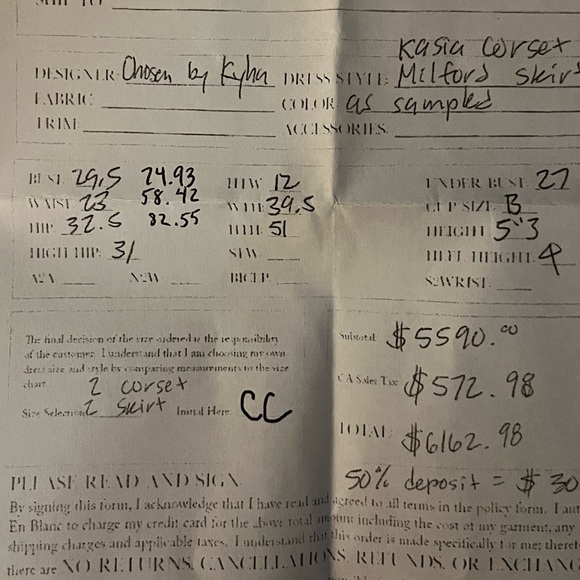 SHIP TO:
Kasia Corset
DESIGNER: Chosen by Kyha DRESS STYLE: Milford skirt
FABRIC: COLOR: as sampled
TRIM: ACCESSORIES:
BUST: 29.5 74.93 HTW: 12 UNDER BUST: 27
WAIST: 23 58.42 WTH: 39.5 CUP SIZE: B
HIP: 32.5 82.55 HTH: 51 HEIGHT: 5'3
HIGH HIP: 31 HEEL HEIGHT: 4
BICEP: S2WRIST:
The final decision of the size ordered is the responsibility
of the customer. I understand that I am choosing my own
dress size and style by comparing measurements to the size
chart.
2 corset
Size Selection: 2 skirt Initial Here: CC
Subtotal: $5590.00
CA Sales Tax: $572.98
TOTAL: $6162.98
50% deposit = $30
PLEASE READ AND SIGN
By signing this form, I acknowledge that I have read and agreed to all terms in the policy form. I aut
En Blanc to charge my credit card for the above total amount including the cost of my garment, any
shipping charges and applicable taxes. I understand that this order is made specifically for me; theref
there are NO RETURNS, CANCELLATIONS, REFUNDS, OR EXCHANG